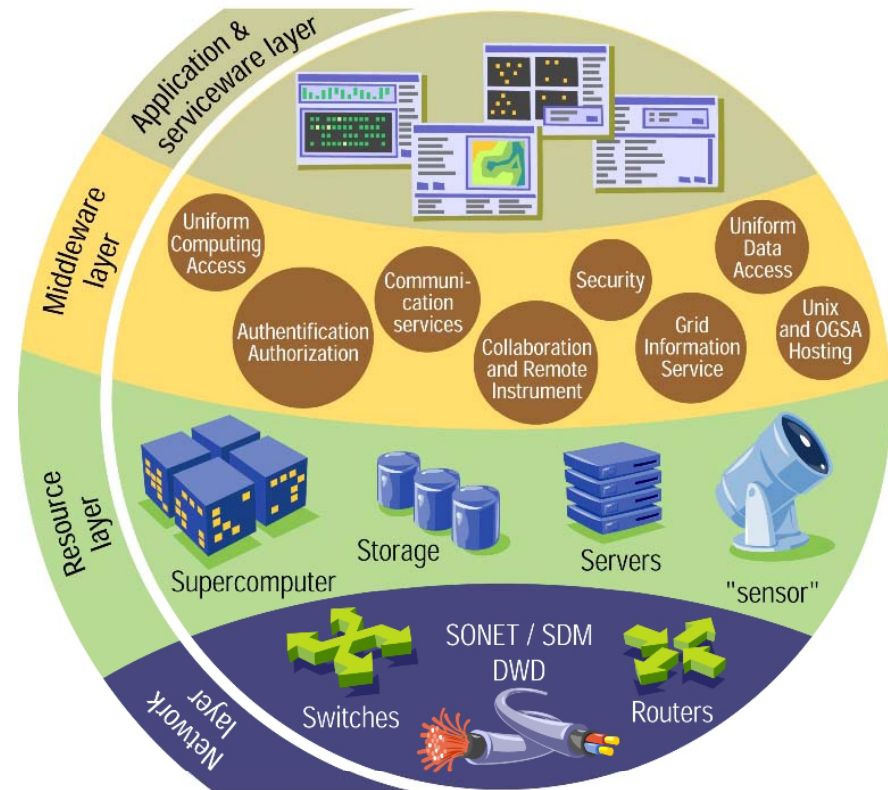 Application &
serviceware layer
Middleware
layer
Uniform
Computing
Access
Authentification
Authorization
Communi-
cation
services
Collaboration
and Remote
Instrument
Security
Grid
Information
Service
Uniform
Data
Access
Unix
and OGSA
Hosting
Resource
layer
Supercomputer
Storage
Servers
"sensor"
Network
layer
Switches
SONET / SDM
DWD
Routers